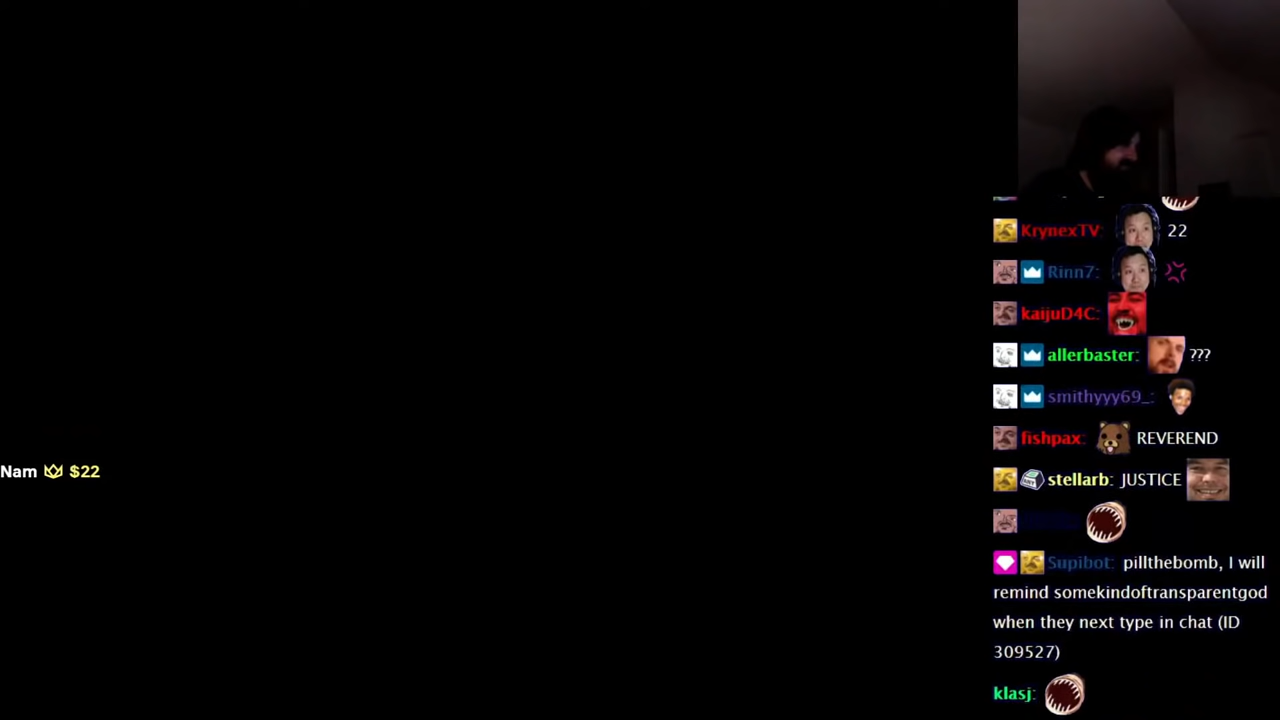 KrynexTV: 22
Rinn7:
kaijuD4C:
allerbaster: ???
smithyyy69_:
fishpax: REVEREND
Nam $22
stellarb: JUSTICE
Supibot: pillthebomb, I will
remind somekindoftransparentgod
when they next type in chat (ID
309527)
klasj: